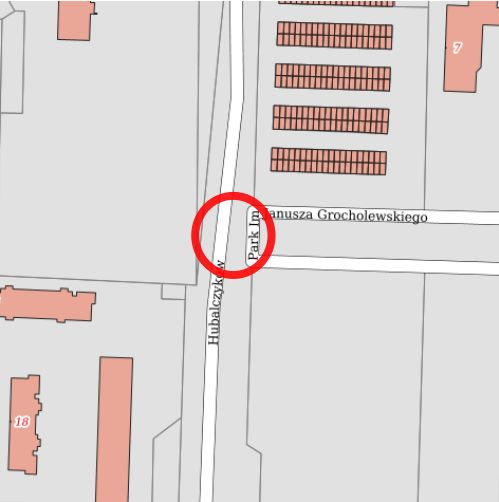 7
Park Im. Janusza Grocholewskiego
Hubalczyków
18